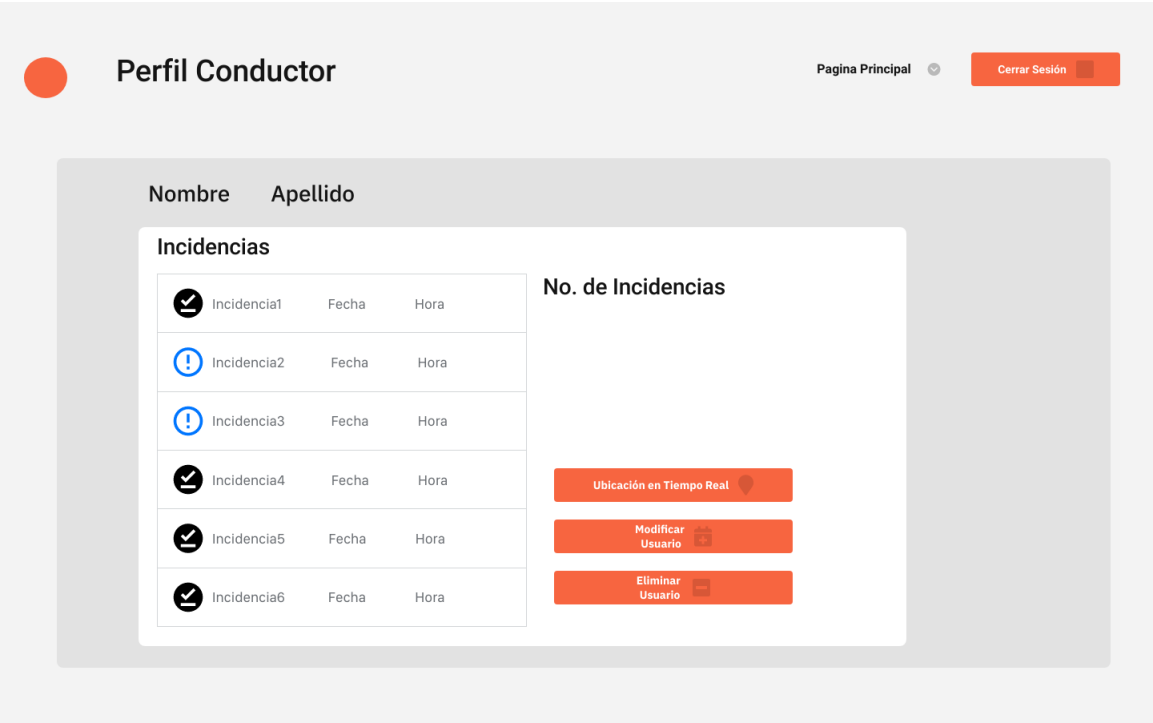 Perfil Conductor
Pagina Principal
Cerrar Sesión
Nombre Apellido
Incidencias
No. de Incidencias
Incidencia1 Fecha Hora
Incidencia2 Fecha Hora
Incidencia3 Fecha Hora
Incidencia4 Fecha Hora
Incidencia5 Fecha Hora
Incidencia6 Fecha Hora
Ubicación en Tiempo Real
Modificar
Usuario
Eliminar
Usuario